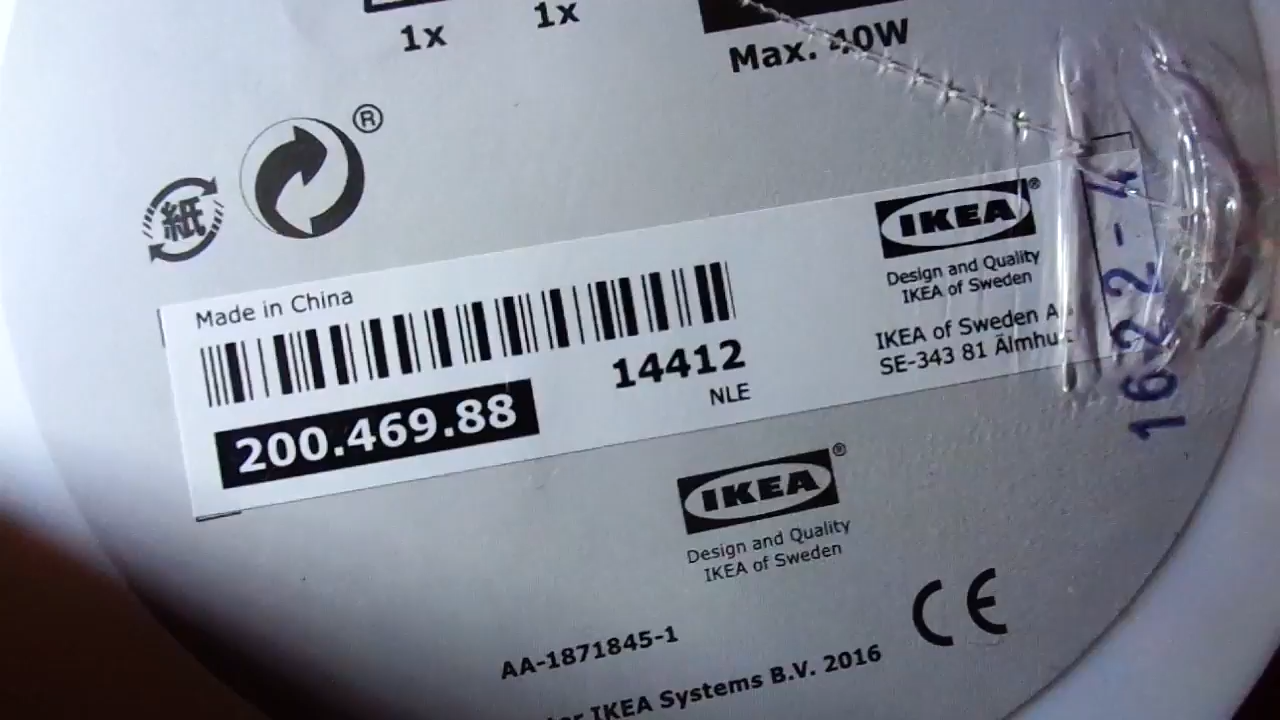 1x
1x
Max. 40W
®
紙
IKEA®
Design and Quality
IKEA of Sweden
Made in China
IKEA of Sweden A
SE-343 81 Älmhu
14412
NLE
200.469.88
1622-4
IKEA®
Design and Quality
IKEA of Sweden
CE
AA-1871845-1
IKEA Systems B.V. 2016